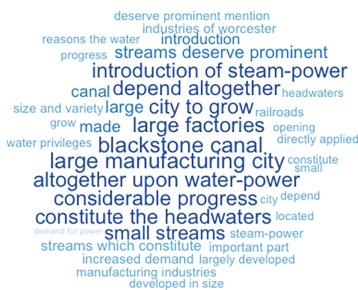 deserve prominent mention
industries of worcester
reasons the water introduction
progress streams deserve prominent
introduction of steam-power
canal depend altogether headwaters
size and variety large city to grow railroads
grow made large factories opening
water privileges blackstone canal, directly applied
large manufacturing city constitute
small
altogether upon water-power
considerable progress city depend
constitute the headwaters located
demand for power small streams steam-power
streams which constitute important part
increased demand largely developed
manufacturing industries
developed in size